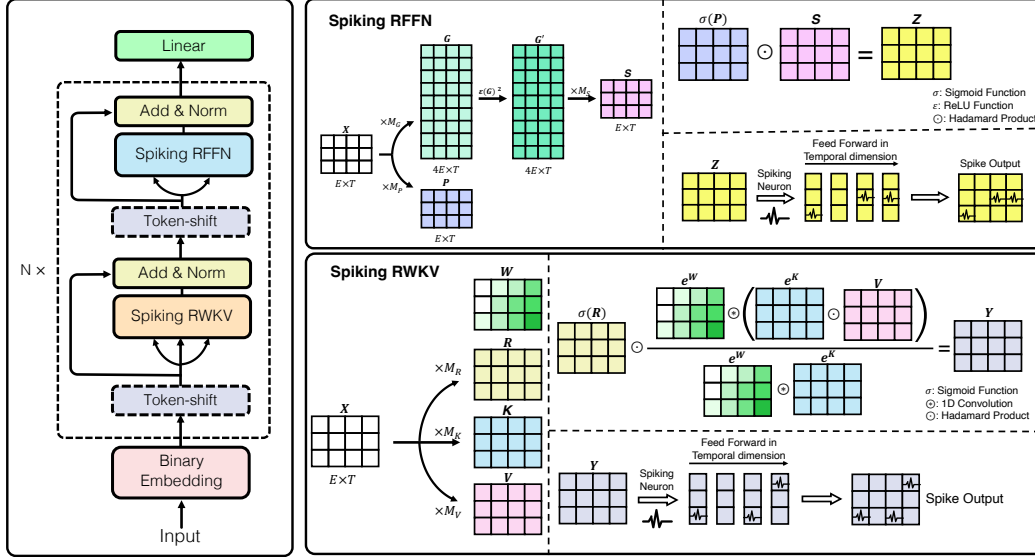 Linear
Add & Norm
Spiking RFFN
Token-shift
N ×
Add & Norm
Spiking RWKV
Token-shift
Binary
Embedding
Input
Spiking RFFN
G
G'
ε(G)²
×M_S
S
E×T
X
×M_G
E×T
×M_P
4E×T
4E×T
P
E×T
σ(P)
S
Z
⊙
=
σ: Sigmoid Function
ε: ReLU Function
⊙: Hadamard Product
Feed Forward in
Temporal dimension
Z
Spiking
Neuron
Spike Output
Spiking RWKV
W
R
×M_R
X
K
×M_K
E×T
V
×M_V
σ(R)
⊙
e^W
⊛
(
e^K
⊙
V
)
e^W
⊛
e^K
=
Y
σ: Sigmoid Function
⊛: 1D Convolution
⊙: Hadamard Product
Feed Forward in
Temporal dimension
Y
Spiking
Neuron
Spike Output